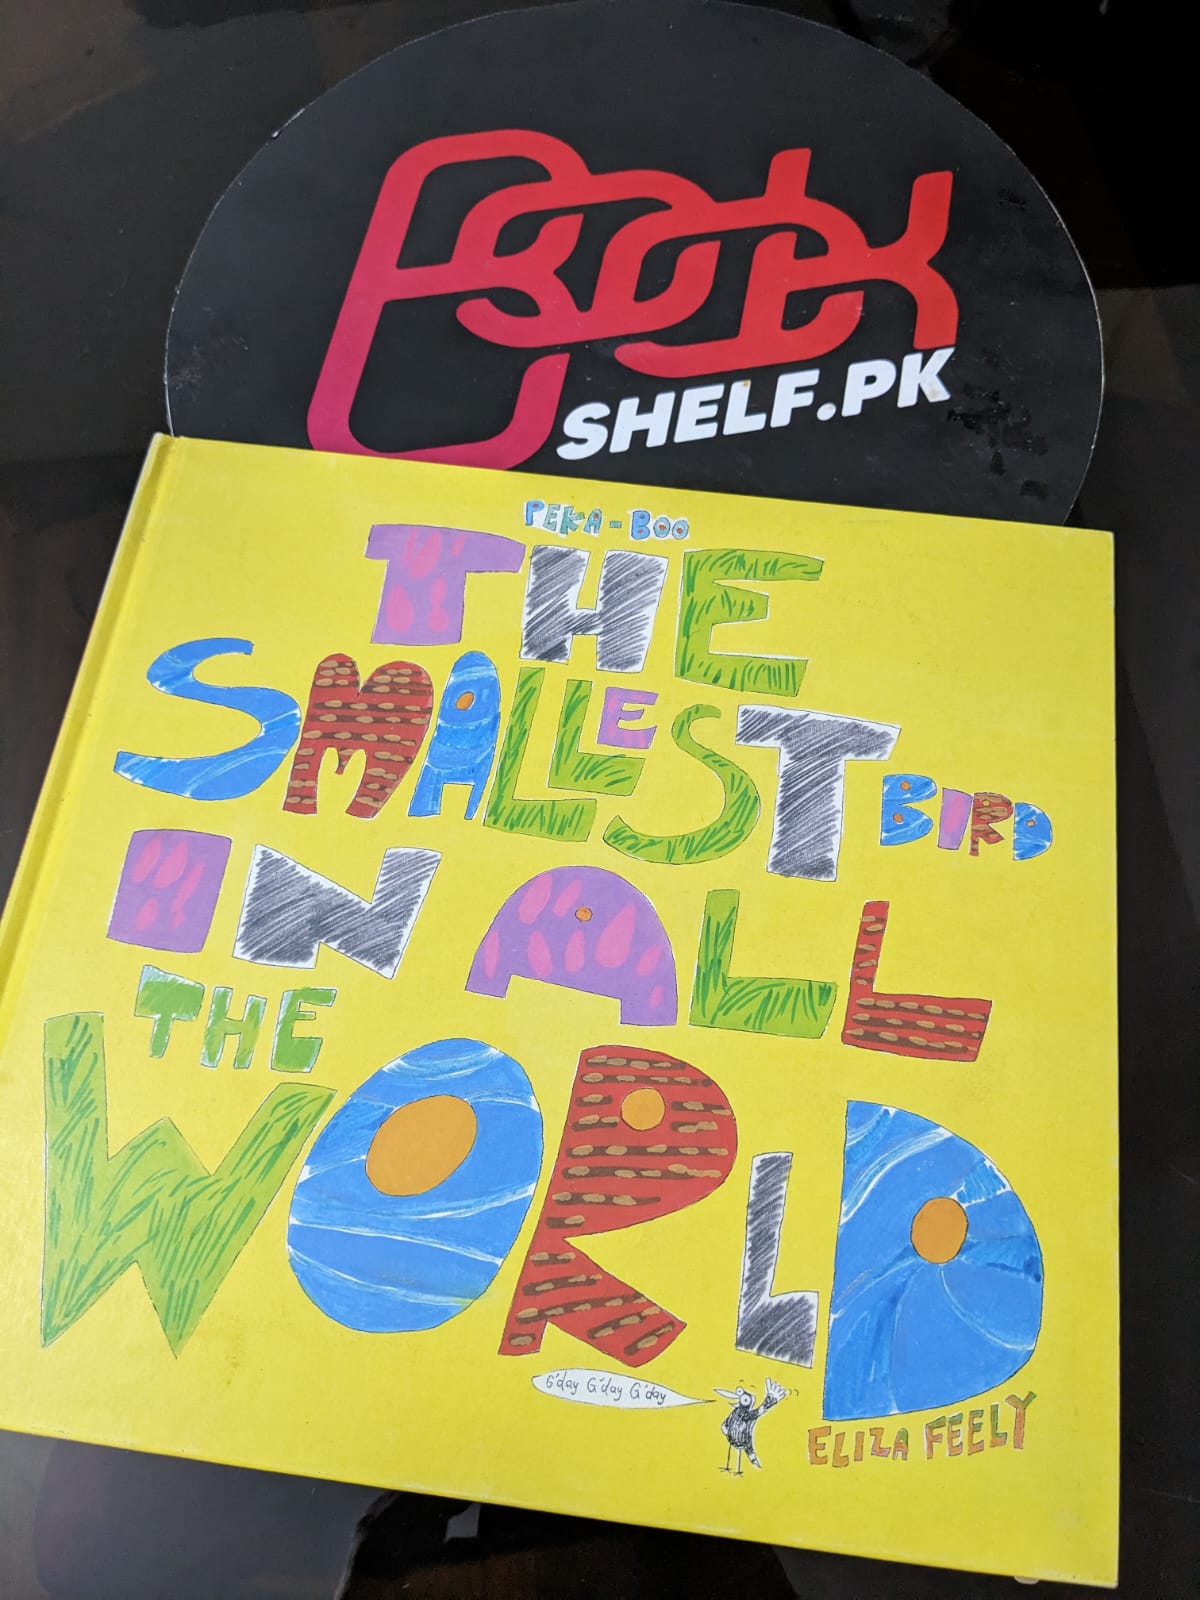 Book
SHELF.PK
PEKA-BOO
THE
SMALLEST BIRD
IN ALL
THE
WORLD
G'day G'day G'day
ELIZA FEELY